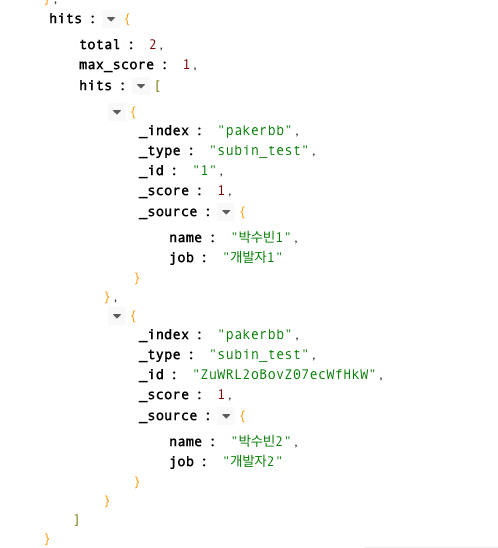 },
hits : {
total : 2,
max_score : 1,
hits : [
{
_index : "pakerbb",
_type : "subin_test",
_id : "1",
_score : 1,
_source : {
name : "박수빈1",
job : "개발자1"
}
},
{
_index : "pakerbb",
_type : "subin_test",
_id : "ZuWRL2oBovZ07ecWfHkW",
_score : 1,
_source : {
name : "박수빈2",
job : "개발자2"
}
}
]
}